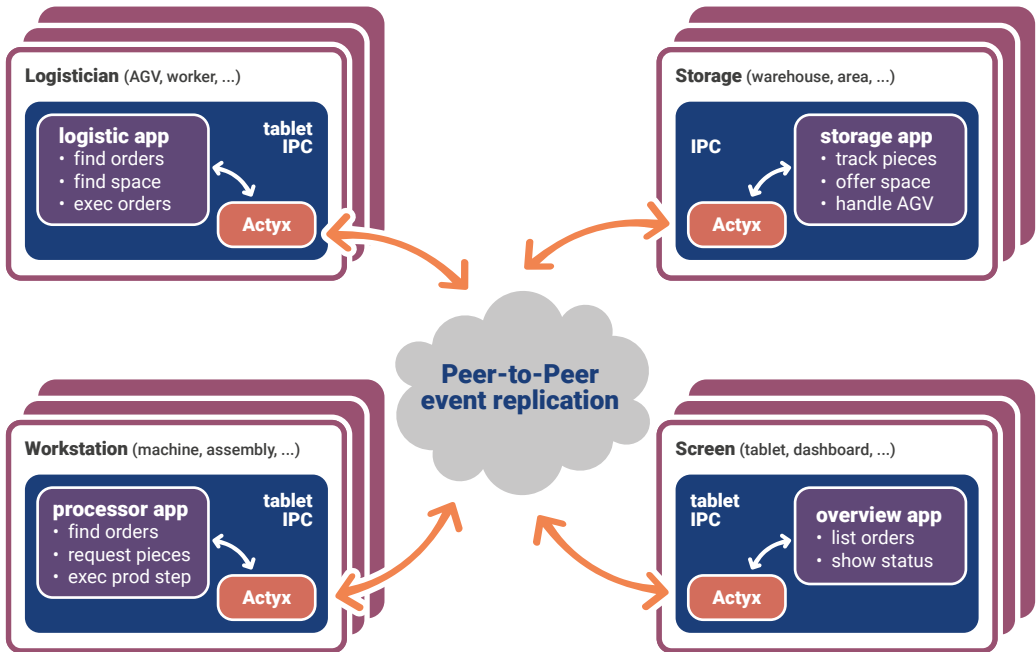 Logistician (AGV, worker, ...)
logistic app
• find orders
• find space
• exec orders
tablet
IPC
Actyx
Storage (warehouse, area, ...)
IPC
storage app
• track pieces
• offer space
• handle AGV
Actyx
Peer-to-Peer
event replication
Workstation (machine, assembly, ...)
processor app
• find orders
• request pieces
• exec prod step
tablet
IPC
Actyx
Screen (tablet, dashboard, ...)
tablet
IPC
overview app
• list orders
• show status
Actyx